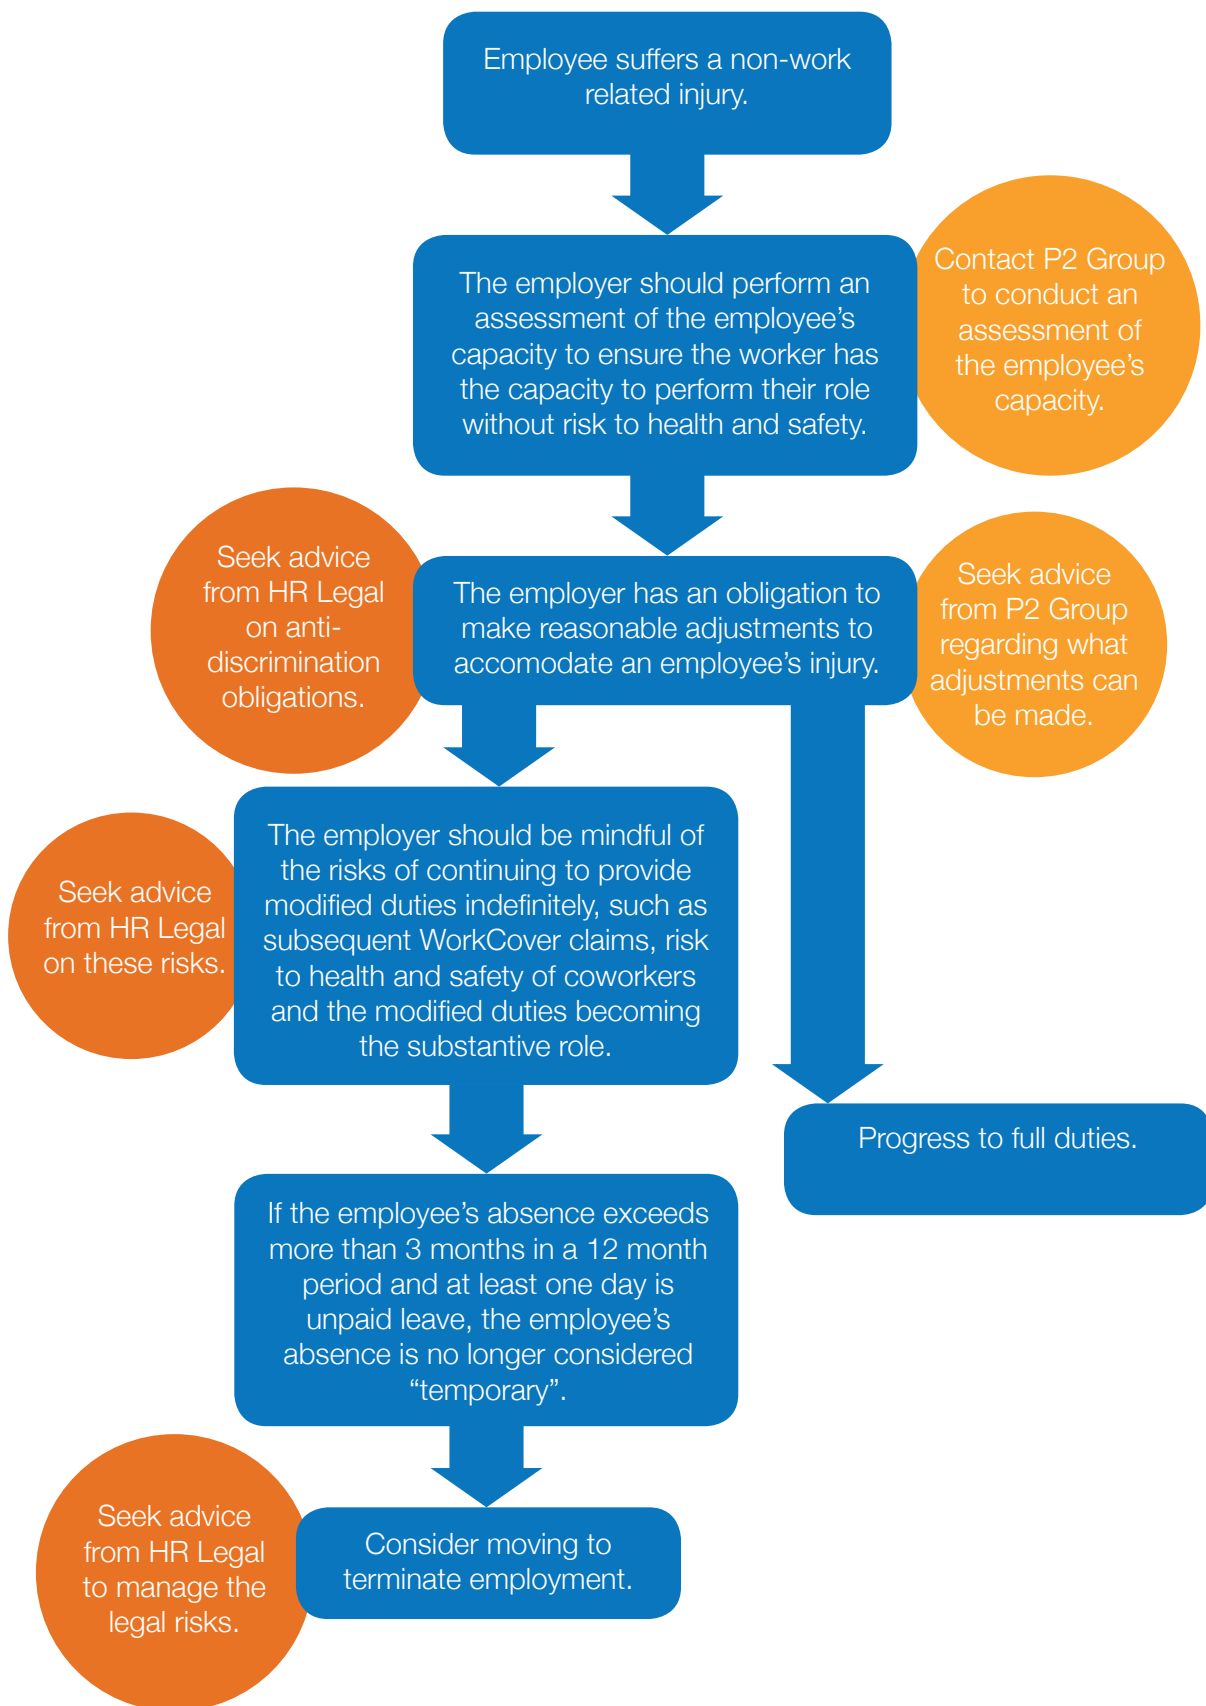 Employee suffers a non-work
related injury.
The employer should perform an
assessment of the employee’s
capacity to ensure the worker has
the capacity to perform their role
without risk to health and safety.
Contact P2 Group
to conduct an
assessment of
the employee’s
capacity.
Seek advice
from HR Legal
on anti-
discrimination
obligations.
The employer has an obligation to
make reasonable adjustments to
accomodate an employee’s injury.
Seek advice
from P2 Group
regarding what
adjustments can
be made.
Seek advice
from HR Legal
on these risks.
The employer should be mindful of
the risks of continuing to provide
modified duties indefinitely, such as
subsequent WorkCover claims, risk
to health and safety of coworkers
and the modified duties becoming
the substantive role.
Progress to full duties.
If the employee’s absence exceeds
more than 3 months in a 12 month
period and at least one day is
unpaid leave, the employee’s
absence is no longer considered
“temporary”.
Seek advice
from HR Legal
to manage the
legal risks.
Consider moving to
terminate employment.